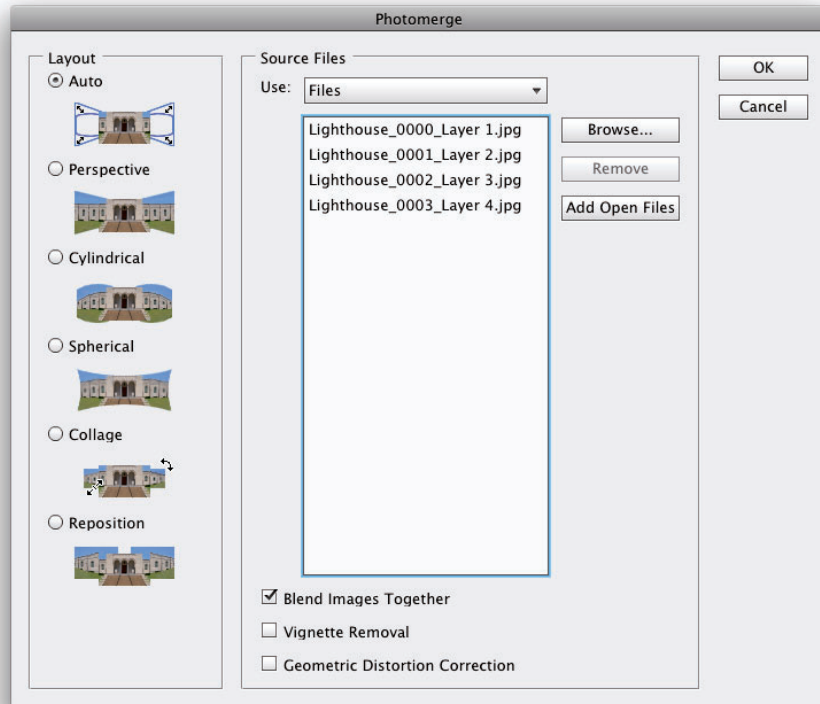 Photomerge
Layout
Auto
Perspective
Cylindrical
Spherical
Collage
Reposition
Source Files
Use: Files
Lighthouse_0000_Layer 1.jpg
Lighthouse_0001_Layer 2.jpg
Lighthouse_0002_Layer 3.jpg
Lighthouse_0003_Layer 4.jpg
Browse...
Remove
Add Open Files
Blend Images Together
Vignette Removal
Geometric Distortion Correction
OK
Cancel